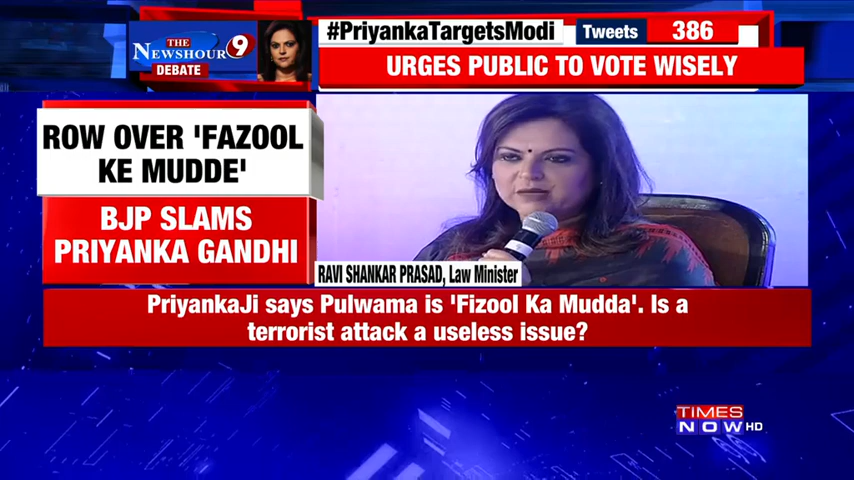 THE
NEWSHOUR 9
DEBATE
#PriyankaTargetsModi
Tweets
386
URGES PUBLIC TO VOTE WISELY
ROW OVER 'FAZOOL
KE MUDDE'
BJP SLAMS
PRIYANKA GANDHI
RAVI SHANKAR PRASAD, Law Minister
PriyankaJi says Pulwama is 'Fizool Ka Mudda'. Is a
terrorist attack a useless issue?
TIMES
NOW HD